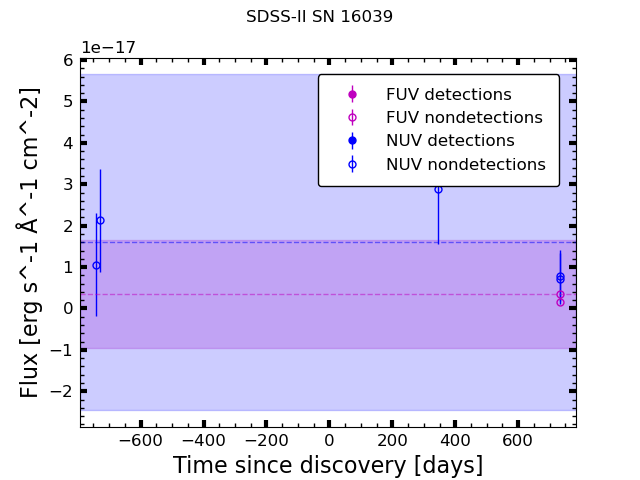 SDSS-II SN 16039
1e−17
6
5
4
3
2
1
0
−1
−2
Flux [erg s^-1 Å^-1 cm^-2]
FUV detections
FUV nondetections
NUV detections
NUV nondetections
−600 −400 −200 0 200 400 600
Time since discovery [days]